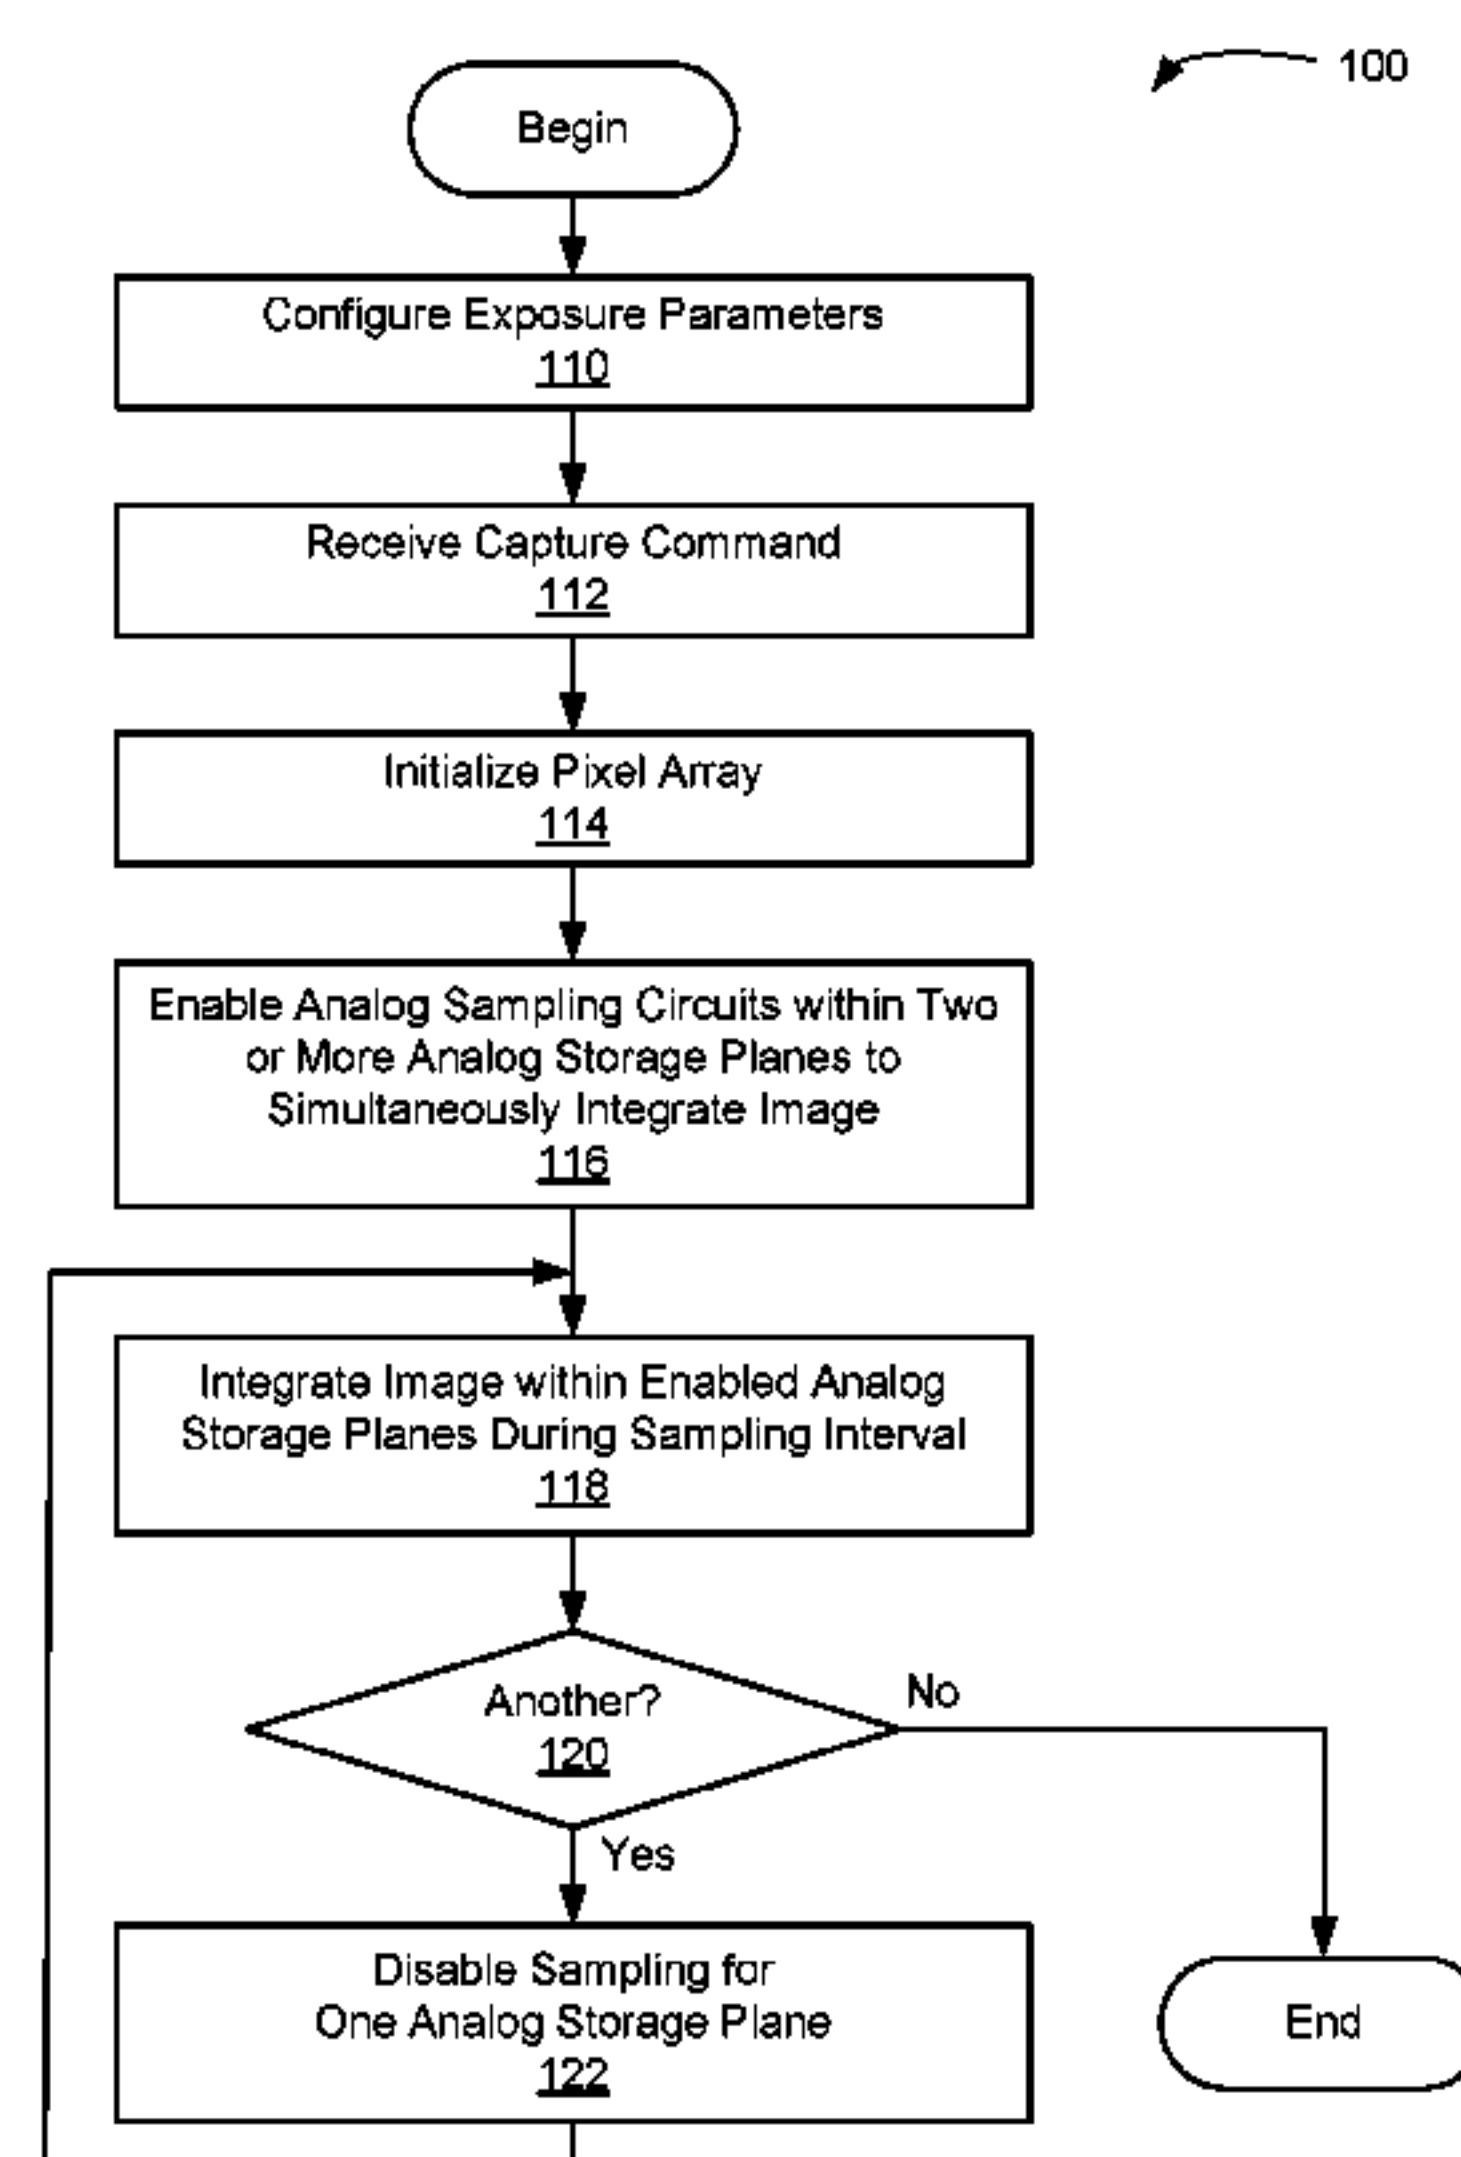 100
Begin
Configure Exposure Parameters
110
Receive Capture Command
112
Initialize Pixel Array
114
Enable Analog Sampling Circuits within Two
or More Analog Storage Planes to
Simultaneously Integrate Image
116
Integrate Image within Enabled Analog
Storage Planes During Sampling Interval
118
Another?
120
No
Yes
Disable Sampling for
One Analog Storage Plane
122
End